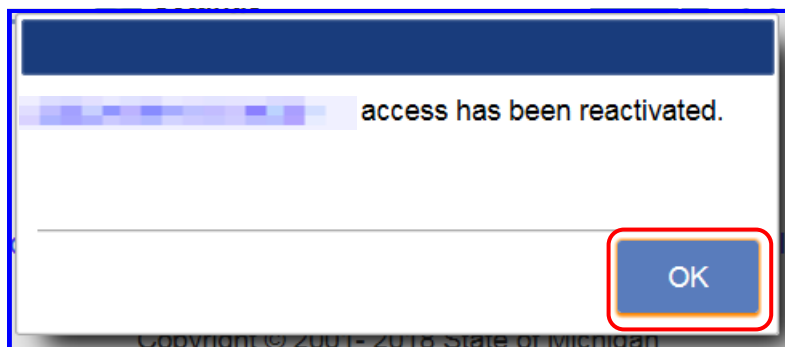 access has been reactivated.
OK
Copyright © 2001- 2018 State of Michigan